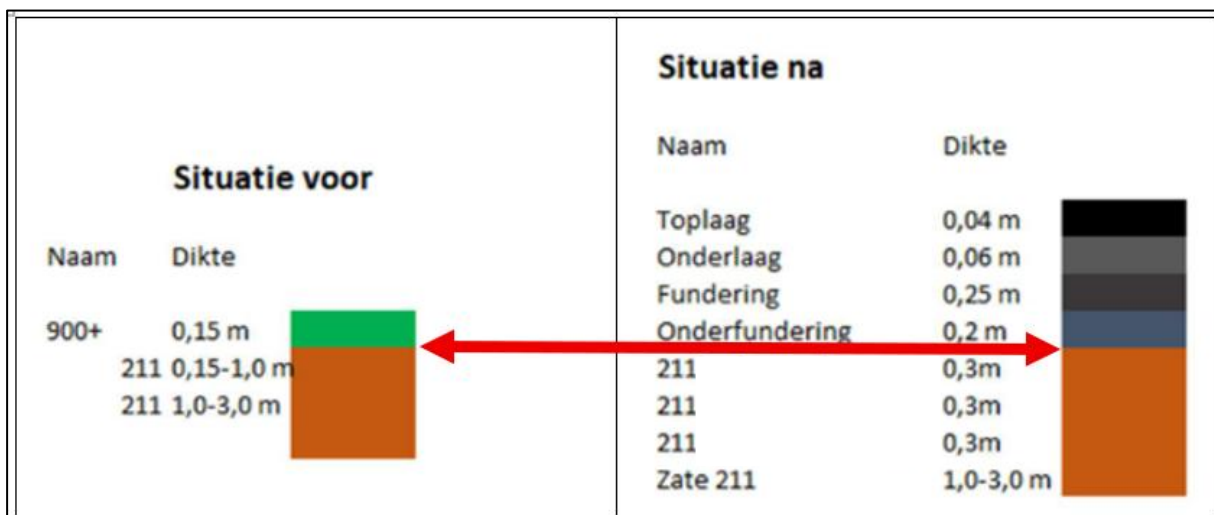 Situatie voor
Naam Dikte
900+ 0,15 m
211 0,15-1,0 m
211 1,0-3,0 m
Situatie na
Naam Dikte
Toplaag 0,04 m
Onderlaag 0,06 m
Fundering 0,25 m
Onderfundering 0,2 m
211 0,3m
211 0,3m
211 0,3m
Zate 211 1,0-3,0 m